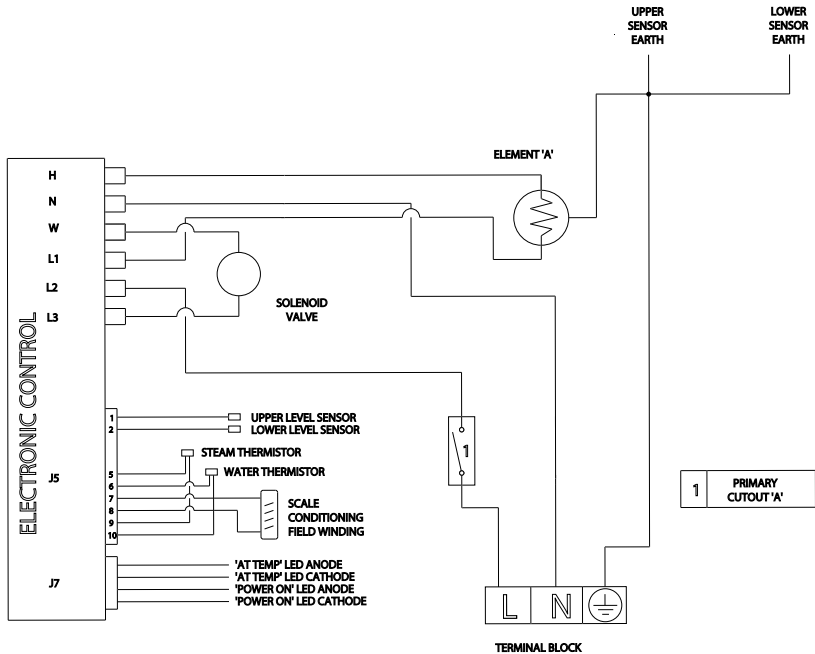 UPPER
SENSOR
EARTH
LOWER
SENSOR
EARTH
ELEMENT 'A'
H
N
W
L1
L2
L3
SOLENOID
VALVE
ELECTRONIC CONTROL
1
2
UPPER LEVEL SENSOR
LOWER LEVEL SENSOR
J5
5
6
7
8
9
10
STEAM THERMISTOR
WATER THERMISTOR
SCALE
CONDITIONING
FIELD WINDING
1
1
PRIMARY
CUTOUT 'A'
J7
'AT TEMP' LED ANODE
'AT TEMP' LED CATHODE
'POWER ON' LED ANODE
'POWER ON' LED CATHODE
L
N
TERMINAL BLOCK